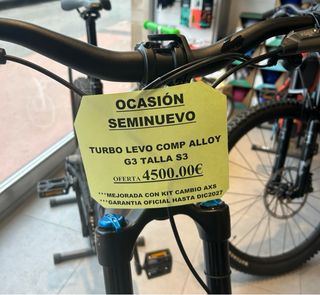 OCASIÓN
SEMINUEVO
TURBO LEVO COMP ALLOY
G3 TALLA S3
OFERTA 4500.00€
***MEJORADA CON KIT CAMBIO AXS
***GARANTIA OFICIAL HASTA DIC2027